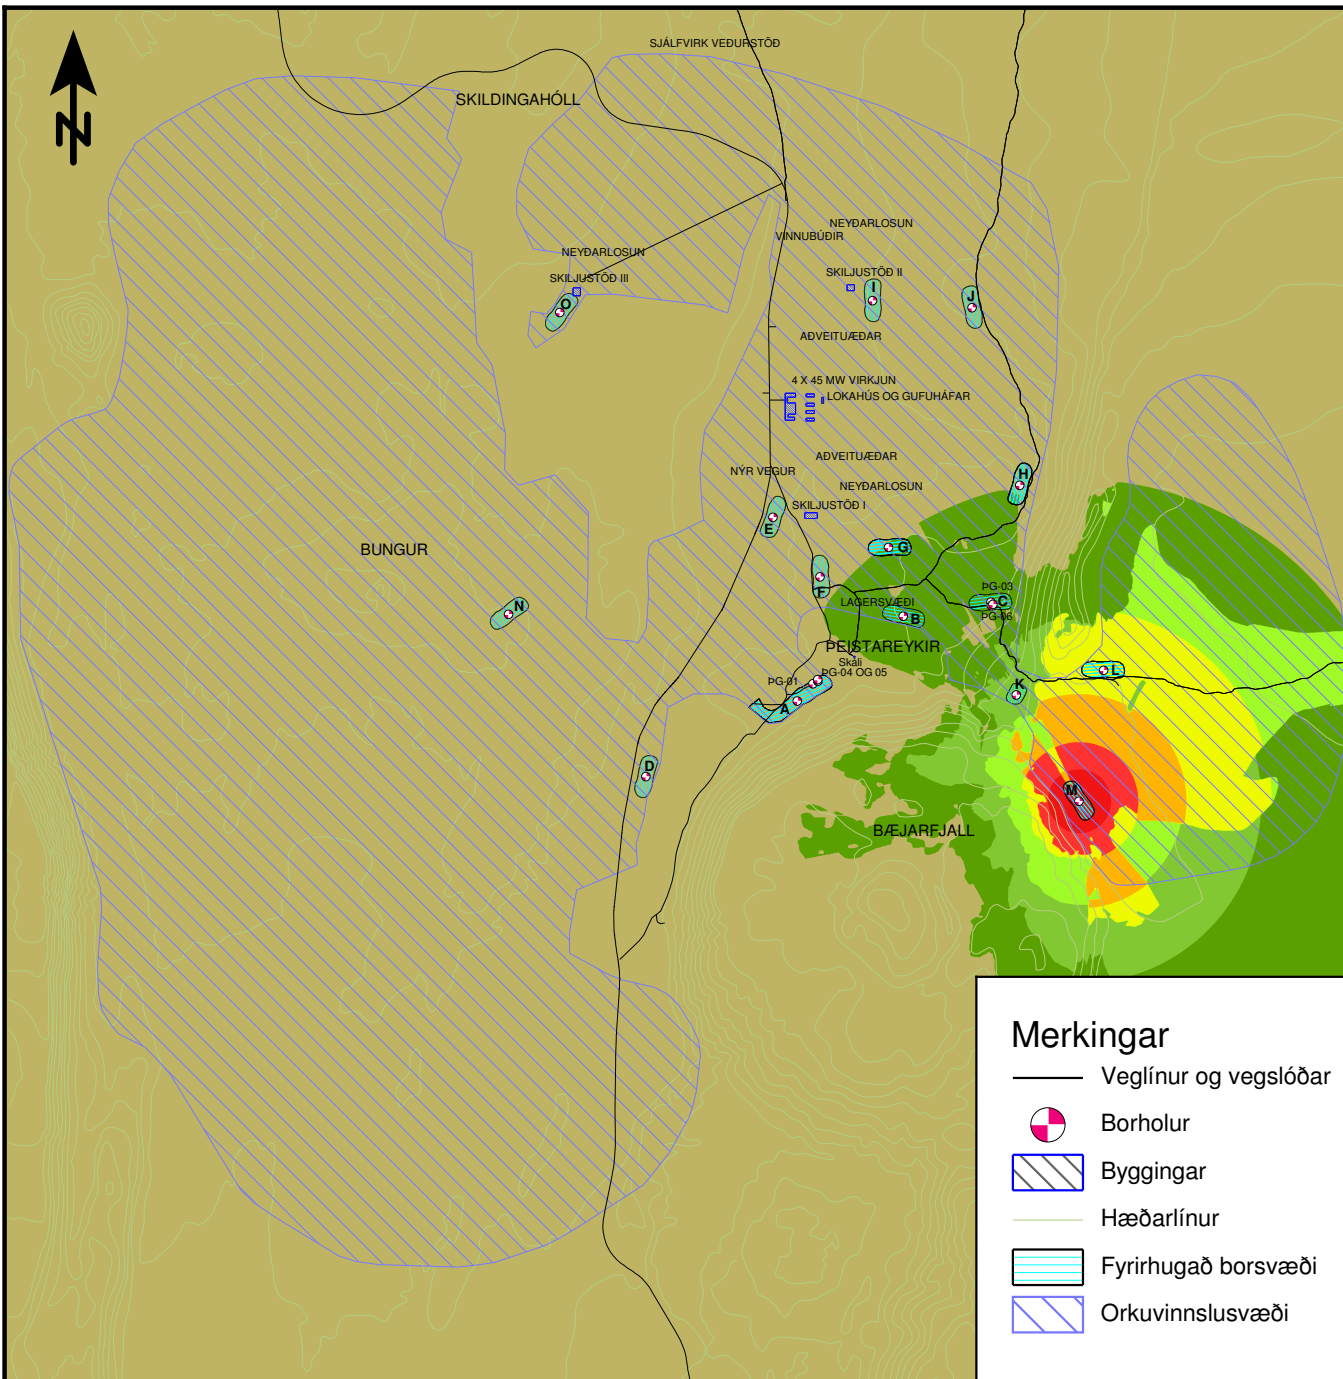 SJÁLFVIRK VEÐURSTÖÐ
SKILDINGAHÓLL
N
NEYÐARLOSUN
VINNUBÚÐIR
NEYÐARLOSUN
SKILJUSTÖÐ III
SKILJUSTÖÐ II
O
I
J
AÐVEITUÆÐAR
4 X 45 MW VIRKJUN
LOKAHÚS OG GUFUHÁFAR
AÐVEITUÆÐAR
NÝR VEGUR
NEYÐARLOSUN
H
SKILJUSTÖÐ I
E
BUNGUR
G
F
ÞG-03
LAGERSVÆÐI
C
N
B
ÞG-06
ÞEISTAREYKIR
Skáli
ÞG-01
ÞG-04 OG 05
L
K
A
D
M
BÆJARFJALL
Merkingar
Veglínur og vegslóðar
Borholur
Byggingar
Hæðarlínur
Fyrirhugað borsvæði
Orkuvinnslusvæði